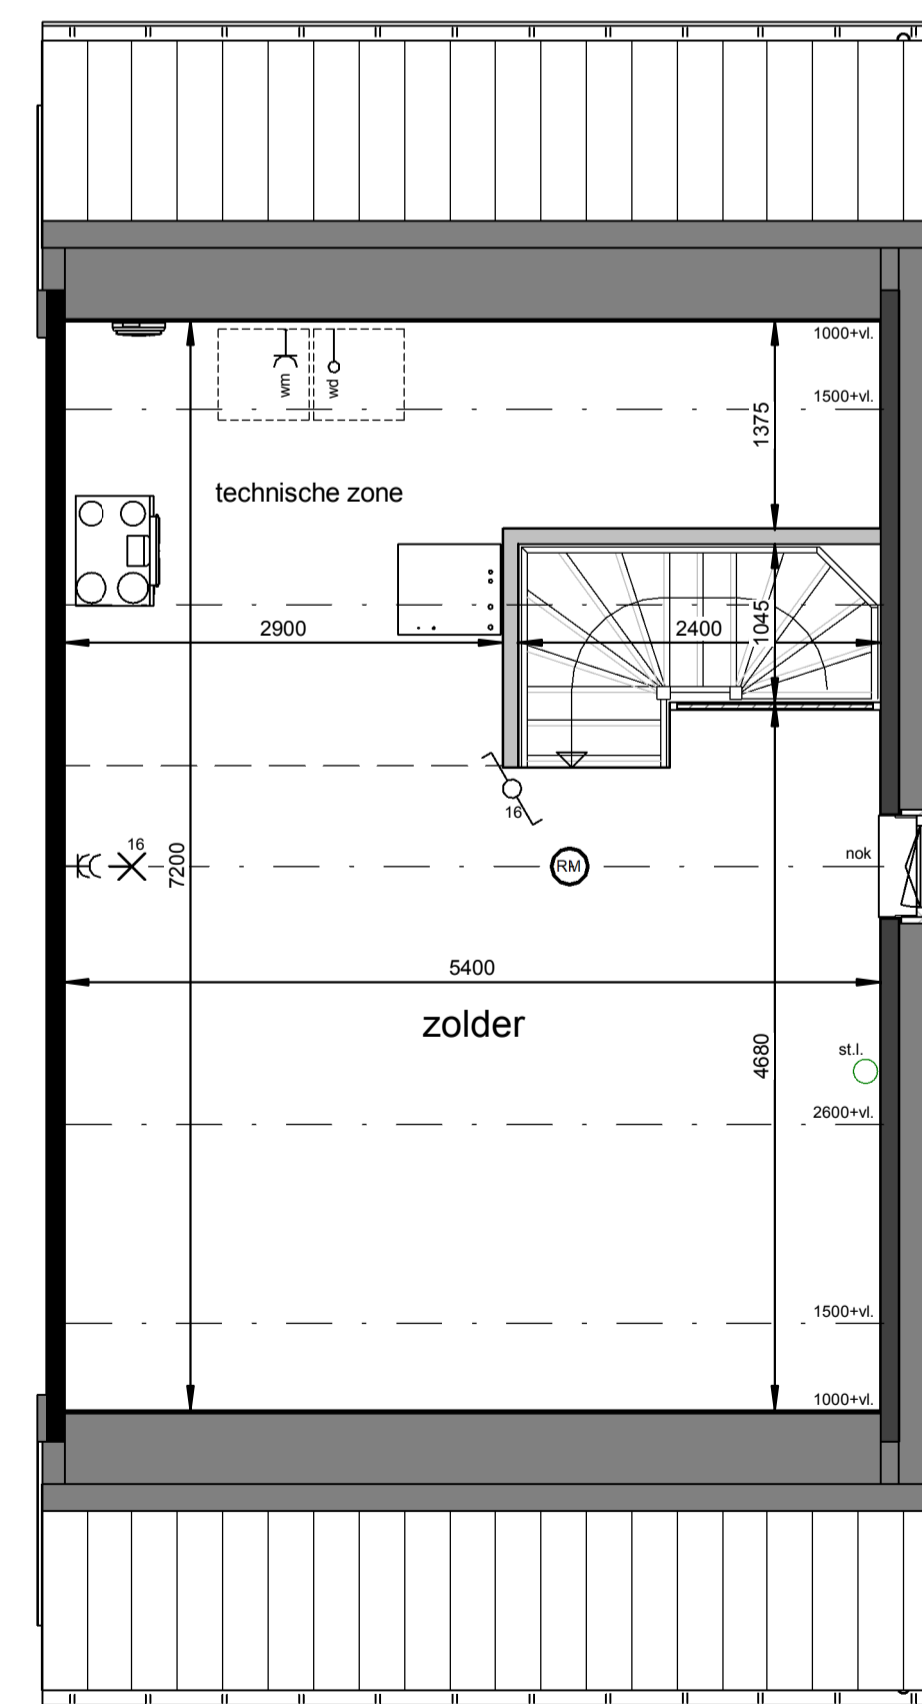 1000+vl.
wm
wd
1500+vl.
1375
technische zone
2900
2400
1045
16
16
7200
RM
nok
5400
zolder
4680
st.l.
2600+vl.
1500+vl.
1000+vl.